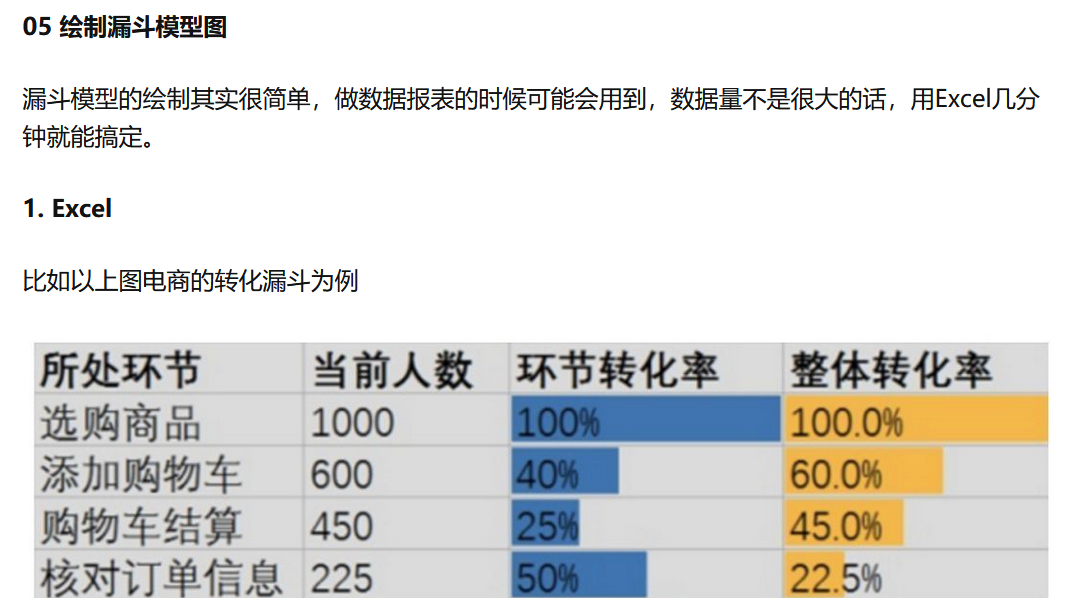 05 绘制漏斗模型图
漏斗模型的绘制其实很简单，做数据报表的时候可能会用到，数据量不是很大的话，用Excel几分
钟就能搞定。
1. Excel
比如以上图电商的转化漏斗为例
所处环节 当前人数 环节转化率 整体转化率
选购商品 1000 100% 100.0%
添加购物车 600 40% 60.0%
购物车结算 450 25% 45.0%
核对订单信息 225 50% 22.5%